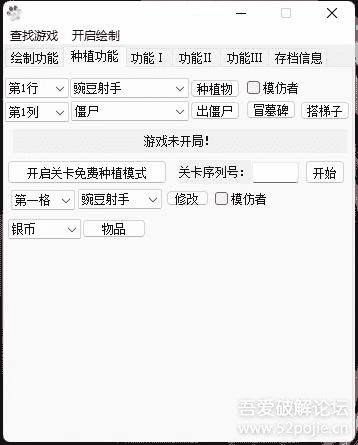 查找游戏 开启绘制
绘制功能 种植功能 功能Ⅰ 功能ⅠⅠ 功能ⅠⅠⅠ 存档信息
第1行 豌豆射手 种植物 模仿者
第1列 僵尸 出僵尸 冒墓碑 搭梯子
游戏未开局!
开启关卡免费种植模式 关卡序列号: 开始
第一格 豌豆射手 修改 模仿者
银币 物品
吾爱破解论坛
www.52pojie.cn